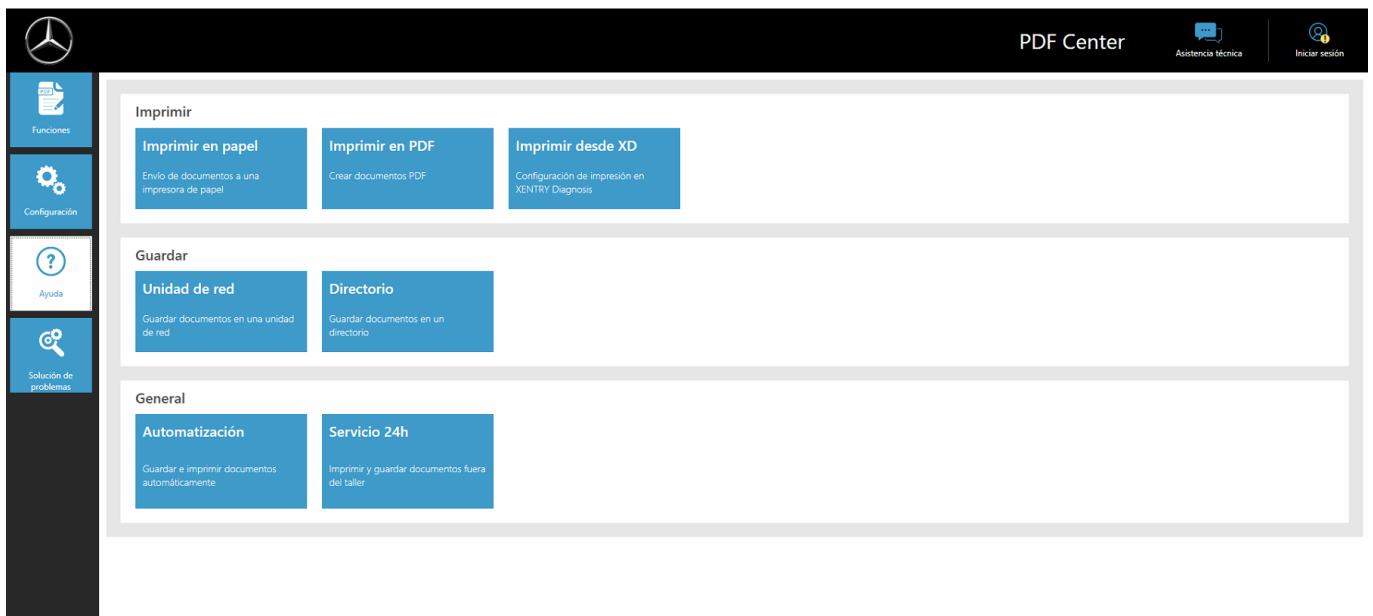 PDF Center
Asistencia técnica
Iniciar sesión
PDF
Funciones
Configuración
?
Ayuda
Solución de
problemas
Imprimir
Imprimir en papel
Envío de documentos a una
impresora de papel
Imprimir en PDF
Crear documentos PDF
Imprimir desde XD
Configuración de impresión en
XENTRY Diagnosis
Guardar
Unidad de red
Guardar documentos en una unidad
de red
Directorio
Guardar documentos en un
directorio
General
Automatización
Guardar e imprimir documentos
automáticamente
Servicio 24h
Imprimir y guardar documentos fuera
del taller